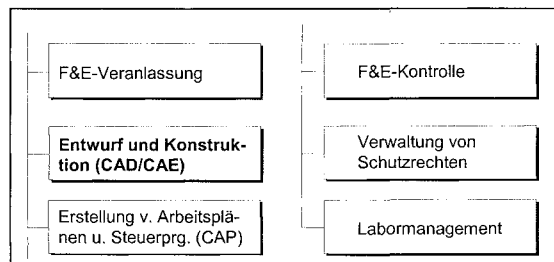 F&E-Veranlassung
Entwurf und Konstruk-
tion (CAD/CAE)
Erstellung v. Arbeitsplä-
nen u. Steuerprg. (CAP)
F&E-Kontrolle
Verwaltung von
Schutzrechten
Labormanagement